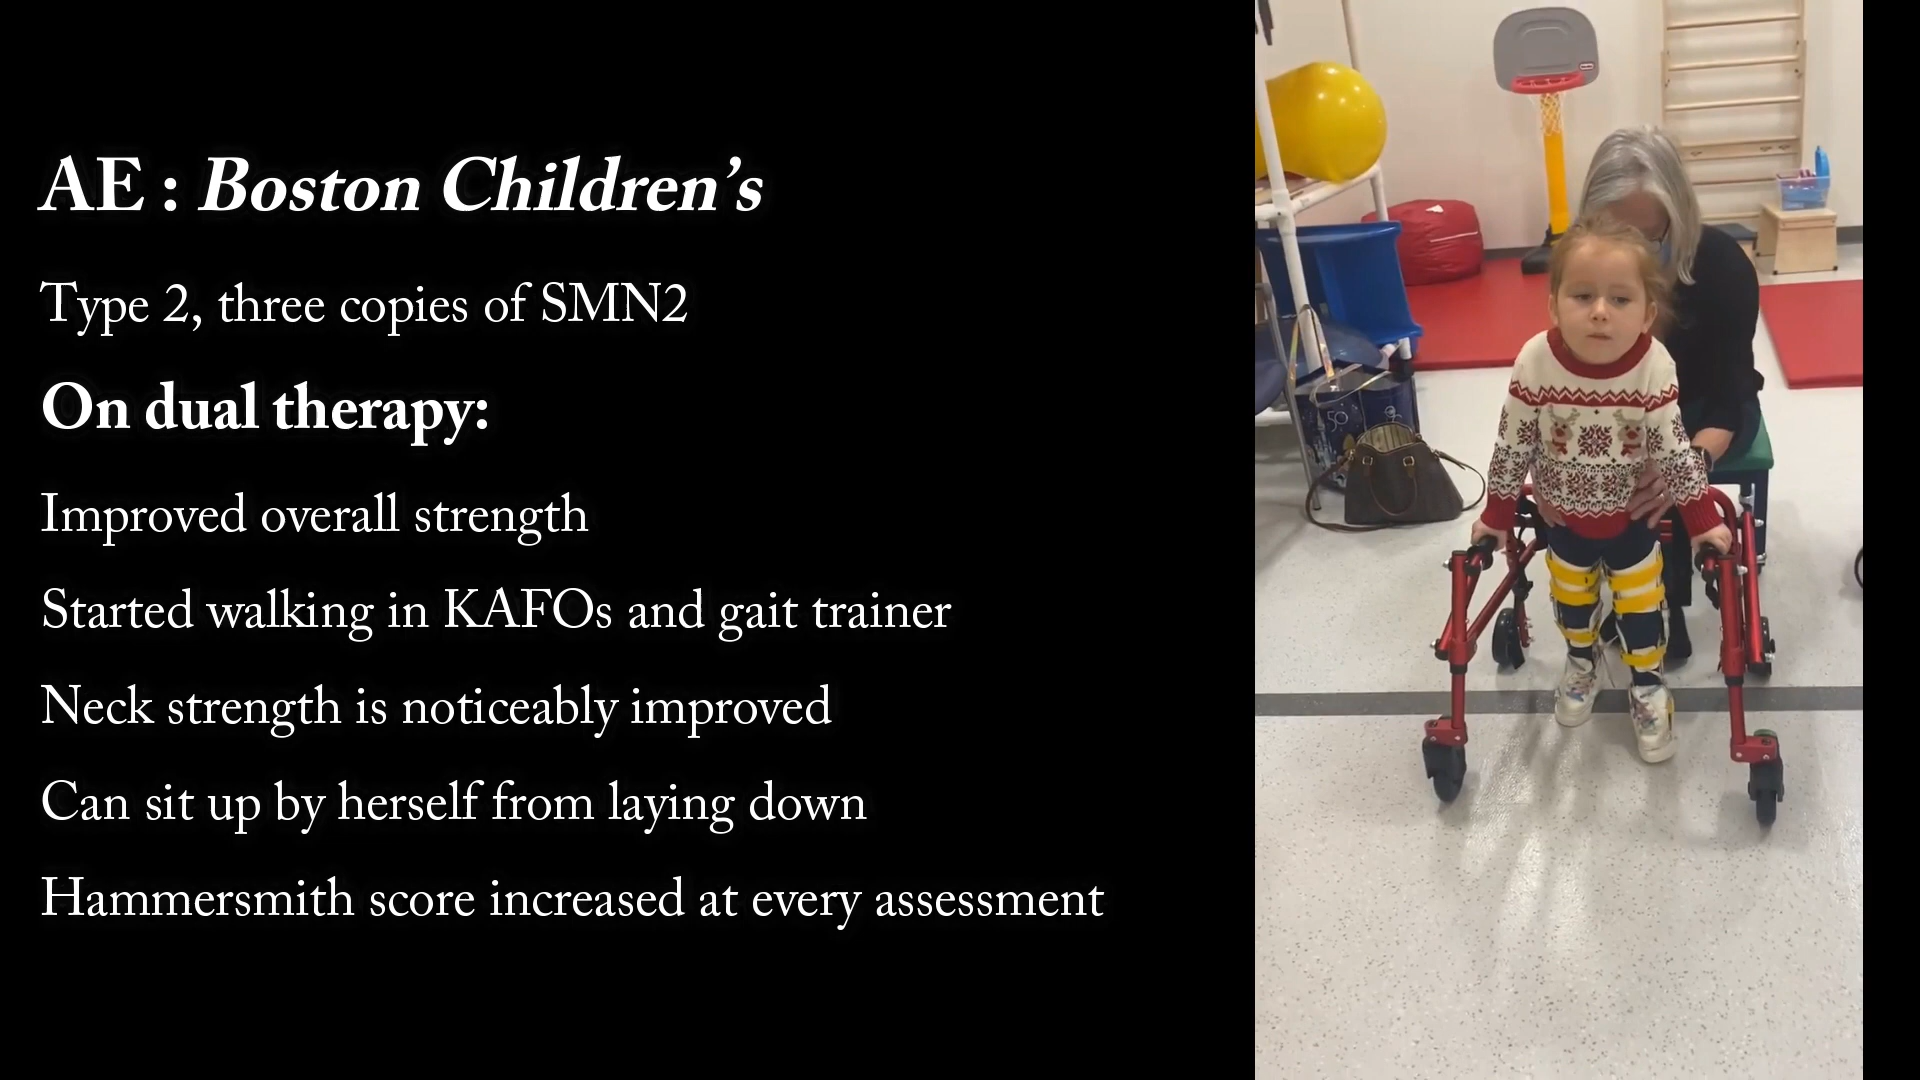 AE : Boston Children’s
Type 2, three copies of SMN2
On dual therapy:
Improved overall strength
Started walking in KAFOs and gait trainer
Neck strength is noticeably improved
Can sit up by herself from laying down
Hammersmith score increased at every assessment